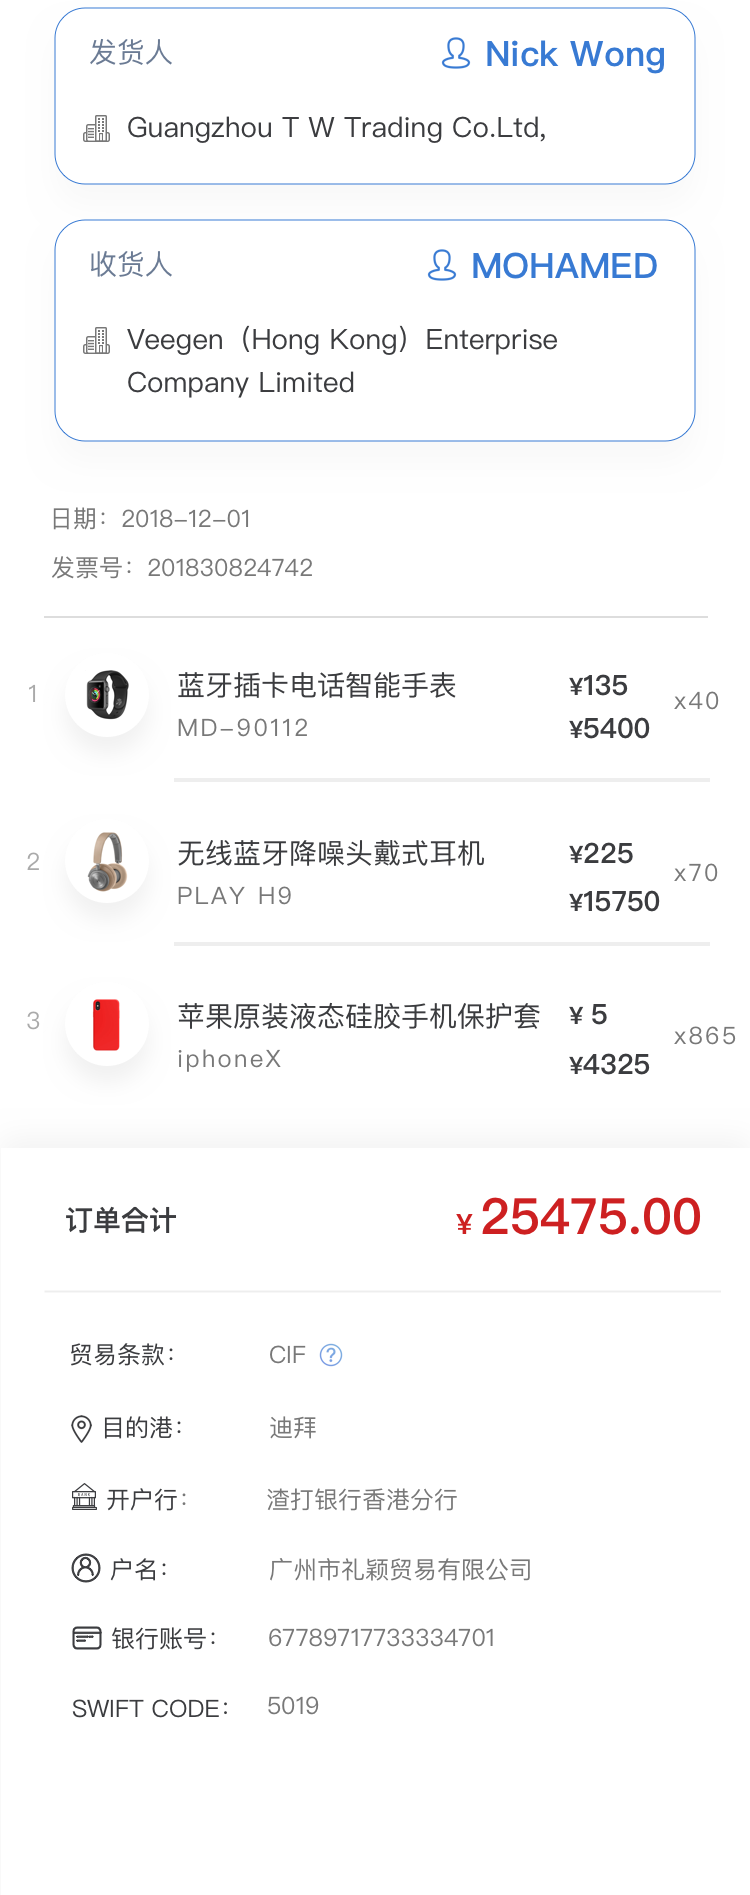 发货人
Nick Wong
Guangzhou T W Trading Co.Ltd,
收货人
MOHAMED
Veegen（Hong Kong）Enterprise
Company Limited
日期：2018-12-01
发票号：201830824742
1
蓝牙插卡电话智能手表
¥135
x40
MD-90112
¥5400
2
无线蓝牙降噪头戴式耳机
¥225
x70
PLAY H9
¥15750
3
苹果原装液态硅胶手机保护套
¥ 5
x865
iphoneX
¥4325
订单合计
¥ 25475.00
贸易条款：
CIF ?
目的港：
迪拜
开户行：
渣打银行香港分行
户名：
广州市礼颖贸易有限公司
银行账号：
67789717733334701
SWIFT CODE：
5019